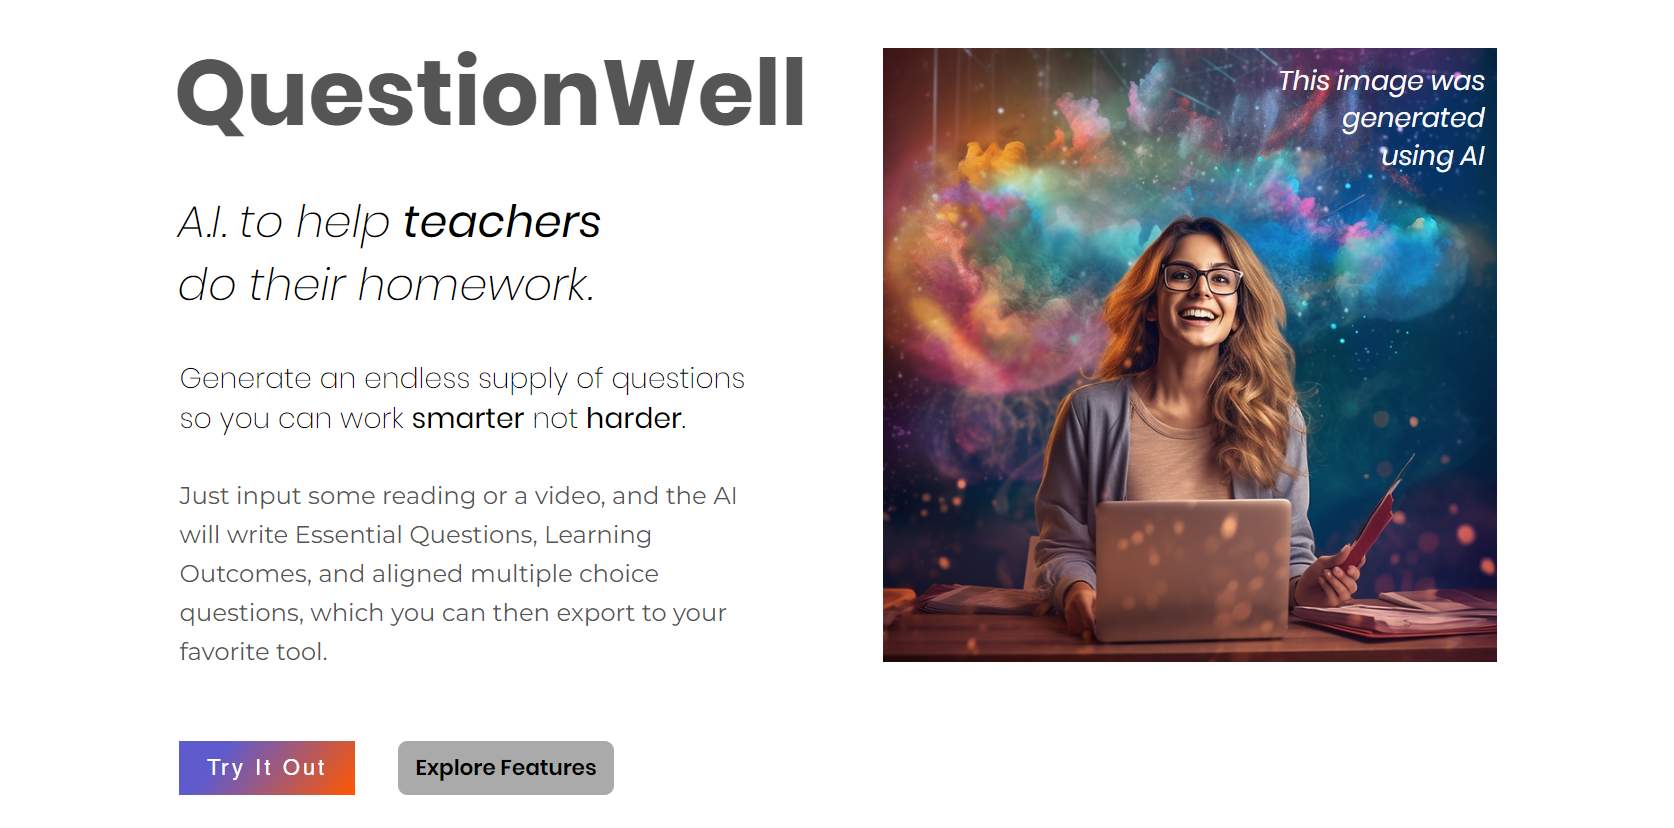 QuestionWell
A.I. to help teachers
do their homework.
Generate an endless supply of questions
so you can work smarter not harder.
Just input some reading or a video, and the AI
will write Essential Questions, Learning
Outcomes, and aligned multiple choice
questions, which you can then export to your
favorite tool.
Try It Out
Explore Features
This image was
generated
using AI